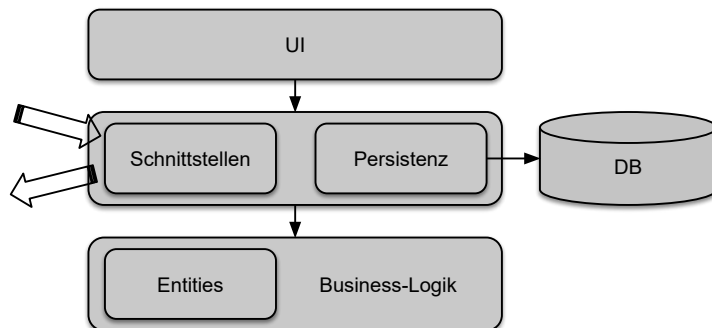 UI
Schnittstellen
Persistenz
DB
Entities
Business-Logik